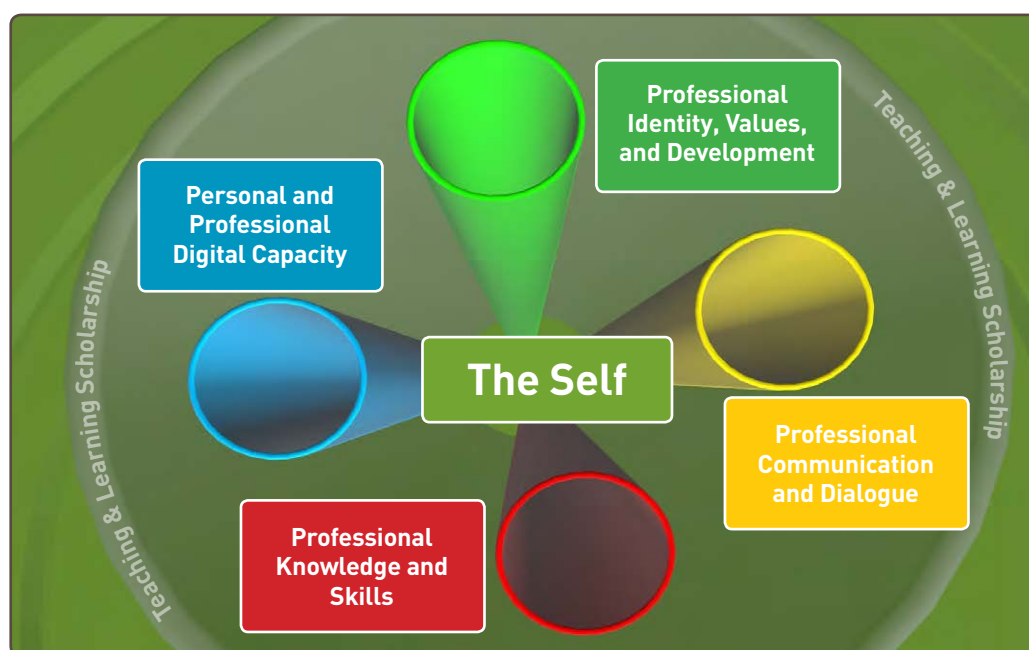 Professional
Identity, Values,
and Development
Personal and
Professional
Digital Capacity
Teaching & Learning Scholarship
Teaching & Learning Scholarship
The Self
Professional
Communication
and Dialogue
Professional
Knowledge and
Skills